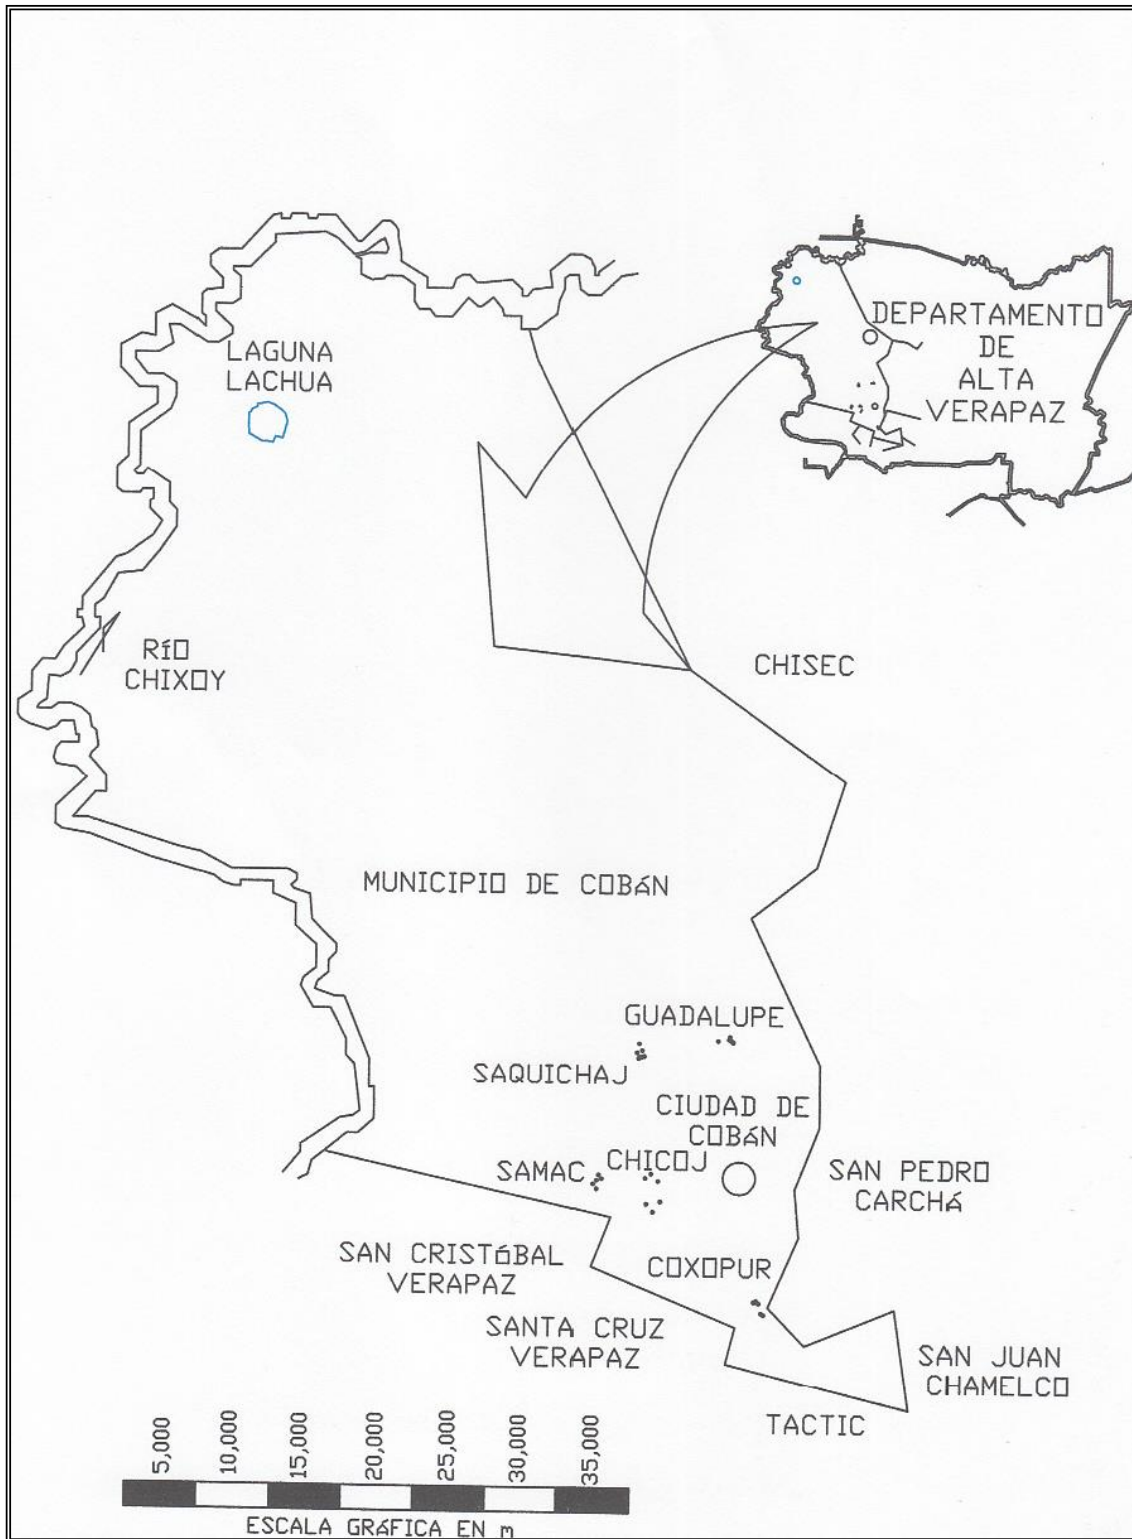 DEPARTAMENTO
DE
ALTA
VERAPAZ
LAGUNA
LACHUA
RÍO
CHIXOY
CHISEC
MUNICIPIO DE COBÁN
GUADALUPE
SAQUICHAJ
CIUDAD DE
COBÁN
SAMAC
CHICOJ
SAN PEDRO
CARCHÁ
SAN CRISTÓBAL
VERAPAZ
COXOPUR
SANTA CRUZ
VERAPAZ
SAN JUAN
CHAMELCO
TACTIC
5,000
10,000
15,000
20,000
25,000
30,000
35,000
ESCALA GRÁFICA EN m